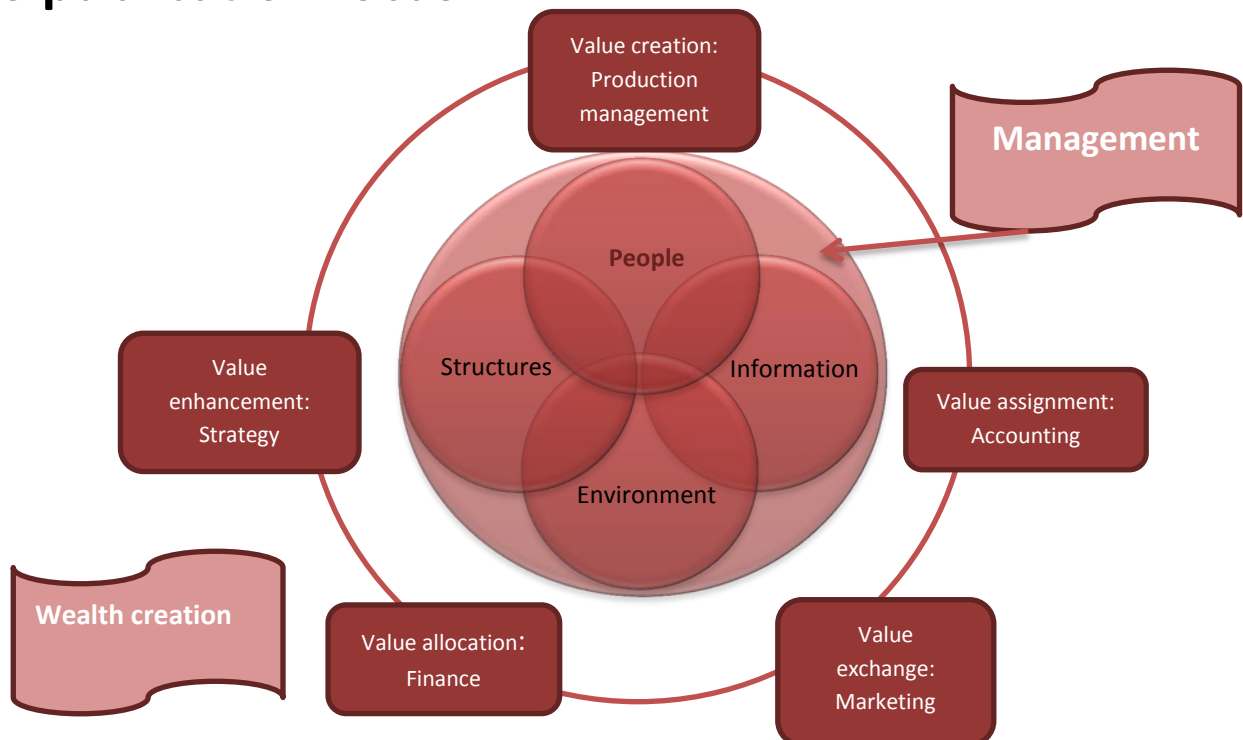 Value creation:
Production
management
Management
People
Structures
Information
Value
enhancement:
Strategy
Value assignment:
Accounting
Environment
Wealth creation
Value allocation:
Finance
Value
exchange:
Marketing